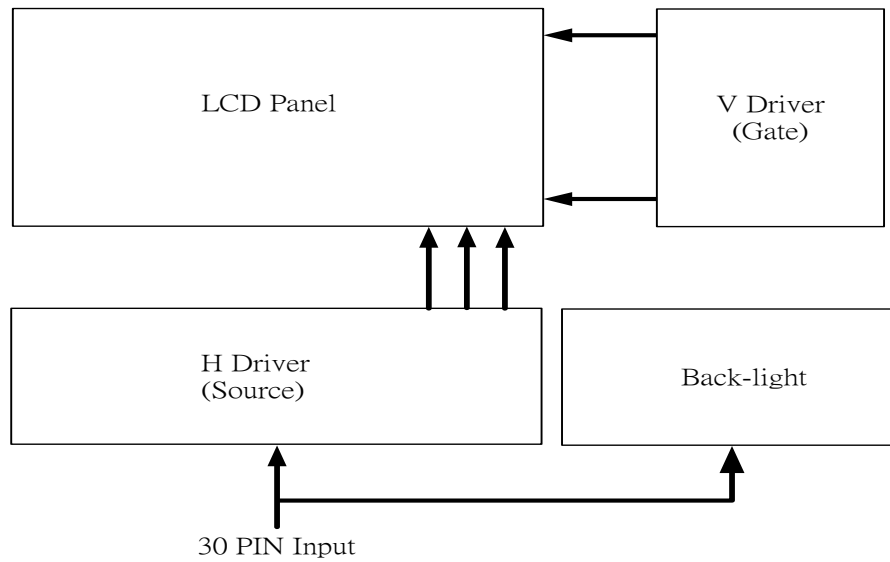 LCD Panel
V Driver
(Gate)
H Driver
(Source)
Back-light
30 PIN Input